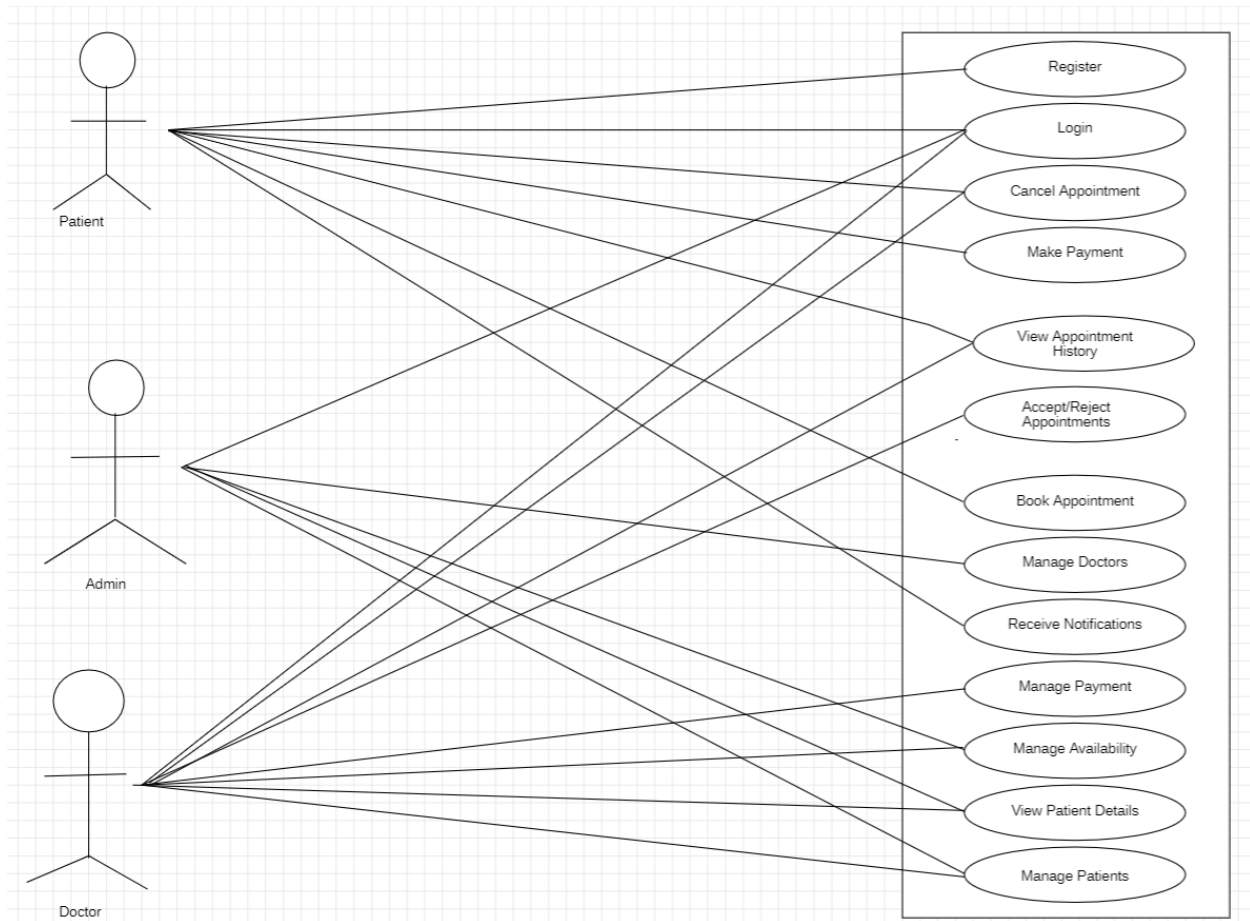 Register
Login
Cancel Appointment
Make Payment
Patient
View Appointment
History
Accept/Reject
Appointments
Book Appointment
Manage Doctors
Admin
Receive Notifications
Manage Payment
Manage Availability
View Patient Details
Manage Patients
Doctor